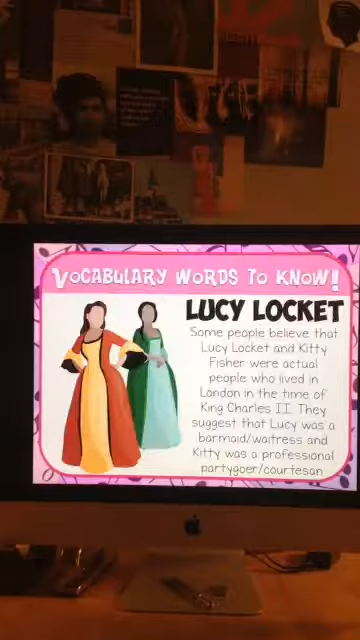 VOCABULARY WORDS TO KNOW!
LUCY LOCKET
Some people believe that
Lucy Locket and Kitty
Fisher were actual
people who lived in
London in the time of
King Charles II. They
suggest that Lucy was a
barmaid/waitress and
Kitty was a professional
partygoer/courtesan